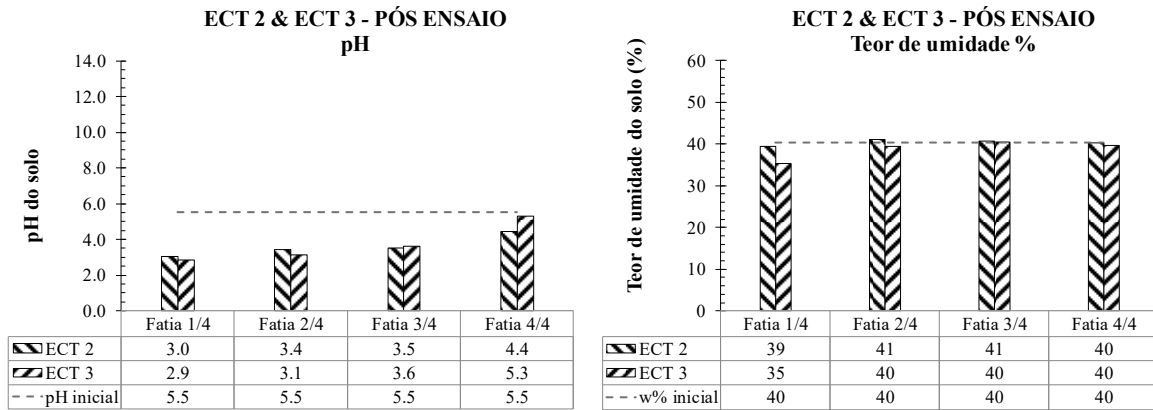 ECT 2 & ECT 3 - PÓS ENSAIO
pH
14.0
12.0
10.0
8.0
6.0
4.0
2.0
0.0
pH do solo
Fatia 1/4 Fatia 2/4 Fatia 3/4 Fatia 4/4
ECT 2 3.0 3.4 3.5 4.4
ECT 3 2.9 3.1 3.6 5.3
pH inicial 5.5 5.5 5.5 5.5
ECT 2 & ECT 3 - PÓS ENSAIO
Teor de umidade %
60
50
40
30
20
10
0
Teor de umidade do solo (%)
Fatia 1/4 Fatia 2/4 Fatia 3/4 Fatia 4/4
ECT 2 39 41 41 40
ECT 3 35 40 40 40
w% inicial 40 40 40 40